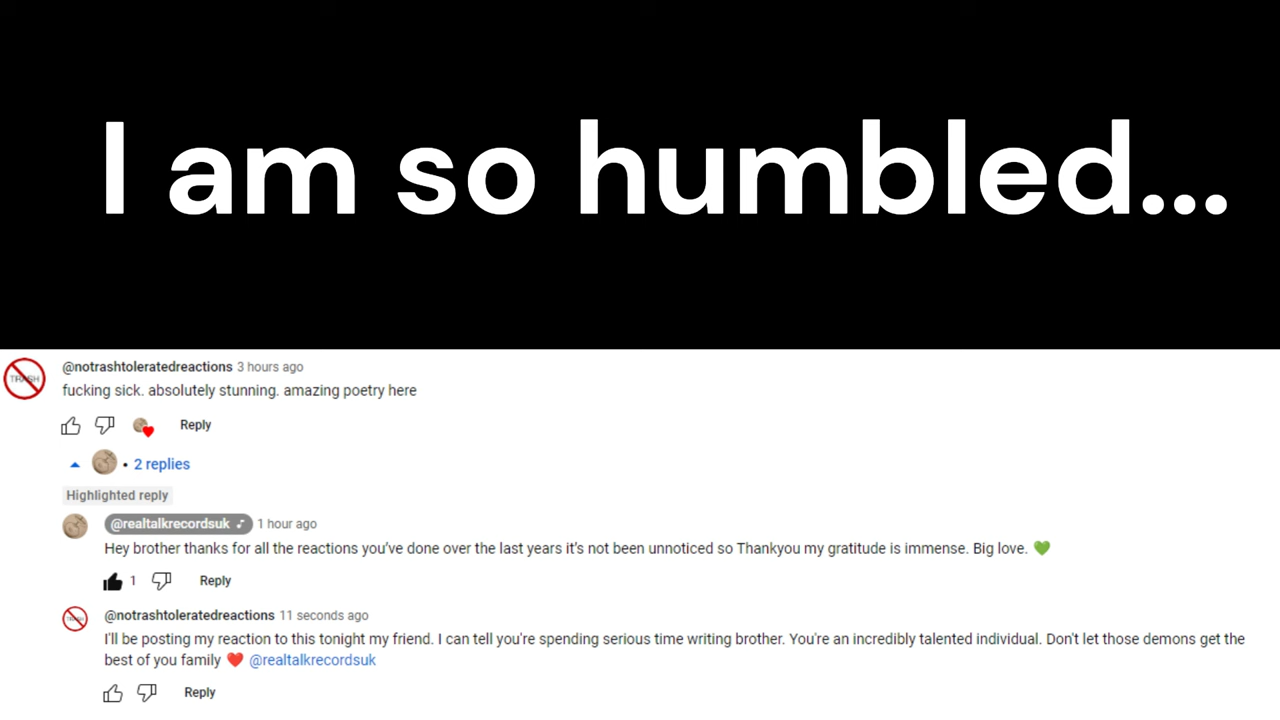 I am so humbled...
@notrashtoleratedreactions 3 hours ago
TRASH
fucking sick. absolutely stunning. amazing poetry here
Reply
• 2 replies
Highlighted reply
@realtalkrecordsuk 1 hour ago
Hey brother thanks for all the reactions you've done over the last years it's not been unnoticed so Thankyou my gratitude is immense. Big love. 💚
1 Reply
@notrashtoleratedreactions 11 seconds ago
I'll be posting my reaction to this tonight my friend. I can tell you're spending serious time writing brother. You're an incredibly talented individual. Don't let those demons get the
best of you family ❤️ @realtalkrecordsuk
Reply